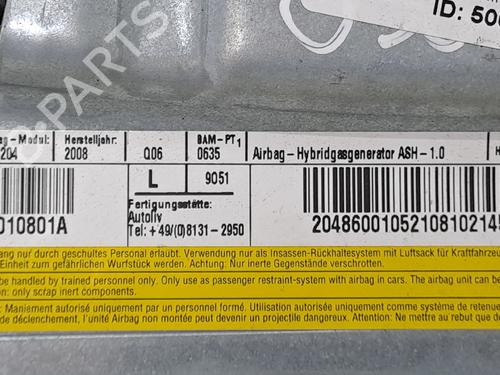 ID: 500
ag-Modul: Herstelljahr: BAM-PT1
204 2008 Q06 0635 Airbag-Hybridgasgenerator ASH-1.0
L 9051
010801A Fertigungsstätte:
Autoliv
Tel: +49/(0)8131-2950
204860010521081021
ang nur durch geschultes Personal erlaubt. Verwendung nur als Insassen-Rückhaltesystem mit Luftsack für Kraftfahrzeuge
Einheit zum gefährlichen Wurfstück werden. Achtung: Nur inerte Gegenstände verschrotten.
be handled by trained personnel only. Only use as passenger restraint-system with airbag in cars. The airbag unit can be
on: only scrap inert components.
: Maniement autorisé uniquement par un personnel formé. Utilisation autorisée uniquement comme système de retenue
de déclenchement, l'unité Airbag non montée peut devenir un projectile dangereux. Attention: Ne mettre au rebut que
B-PARTS